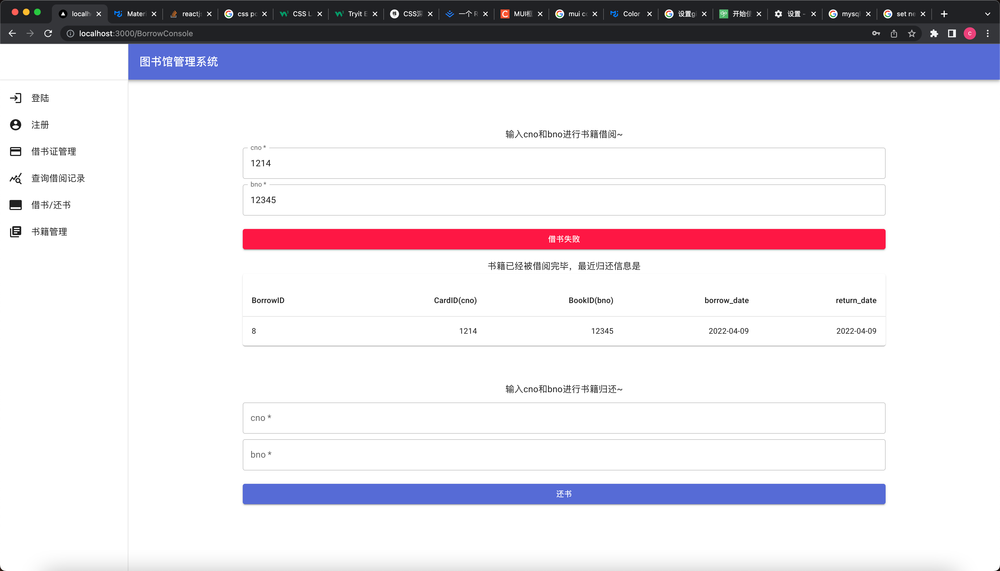 localh
Materi
reactjs
css po
CSS L
Tryit E
CSS深
一个 R
MUI框
mui co
Color
设置gi
开始使
设置 -
mysql
set ne
localhost:3000/BorrowConsole
C
图书馆管理系统
登陆
注册
借书证管理
查询借阅记录
借书/还书
书籍管理
输入cno和bno进行书籍借阅~
cno *
1214
bno *
12345
借书失败
书籍已经被借阅完毕，最近归还信息是
BorrowID CardID(cno) BookID(bno) borrow_date return_date
8 1214 12345 2022-04-09 2022-04-09
输入cno和bno进行书籍归还~
cno *
bno *
还书